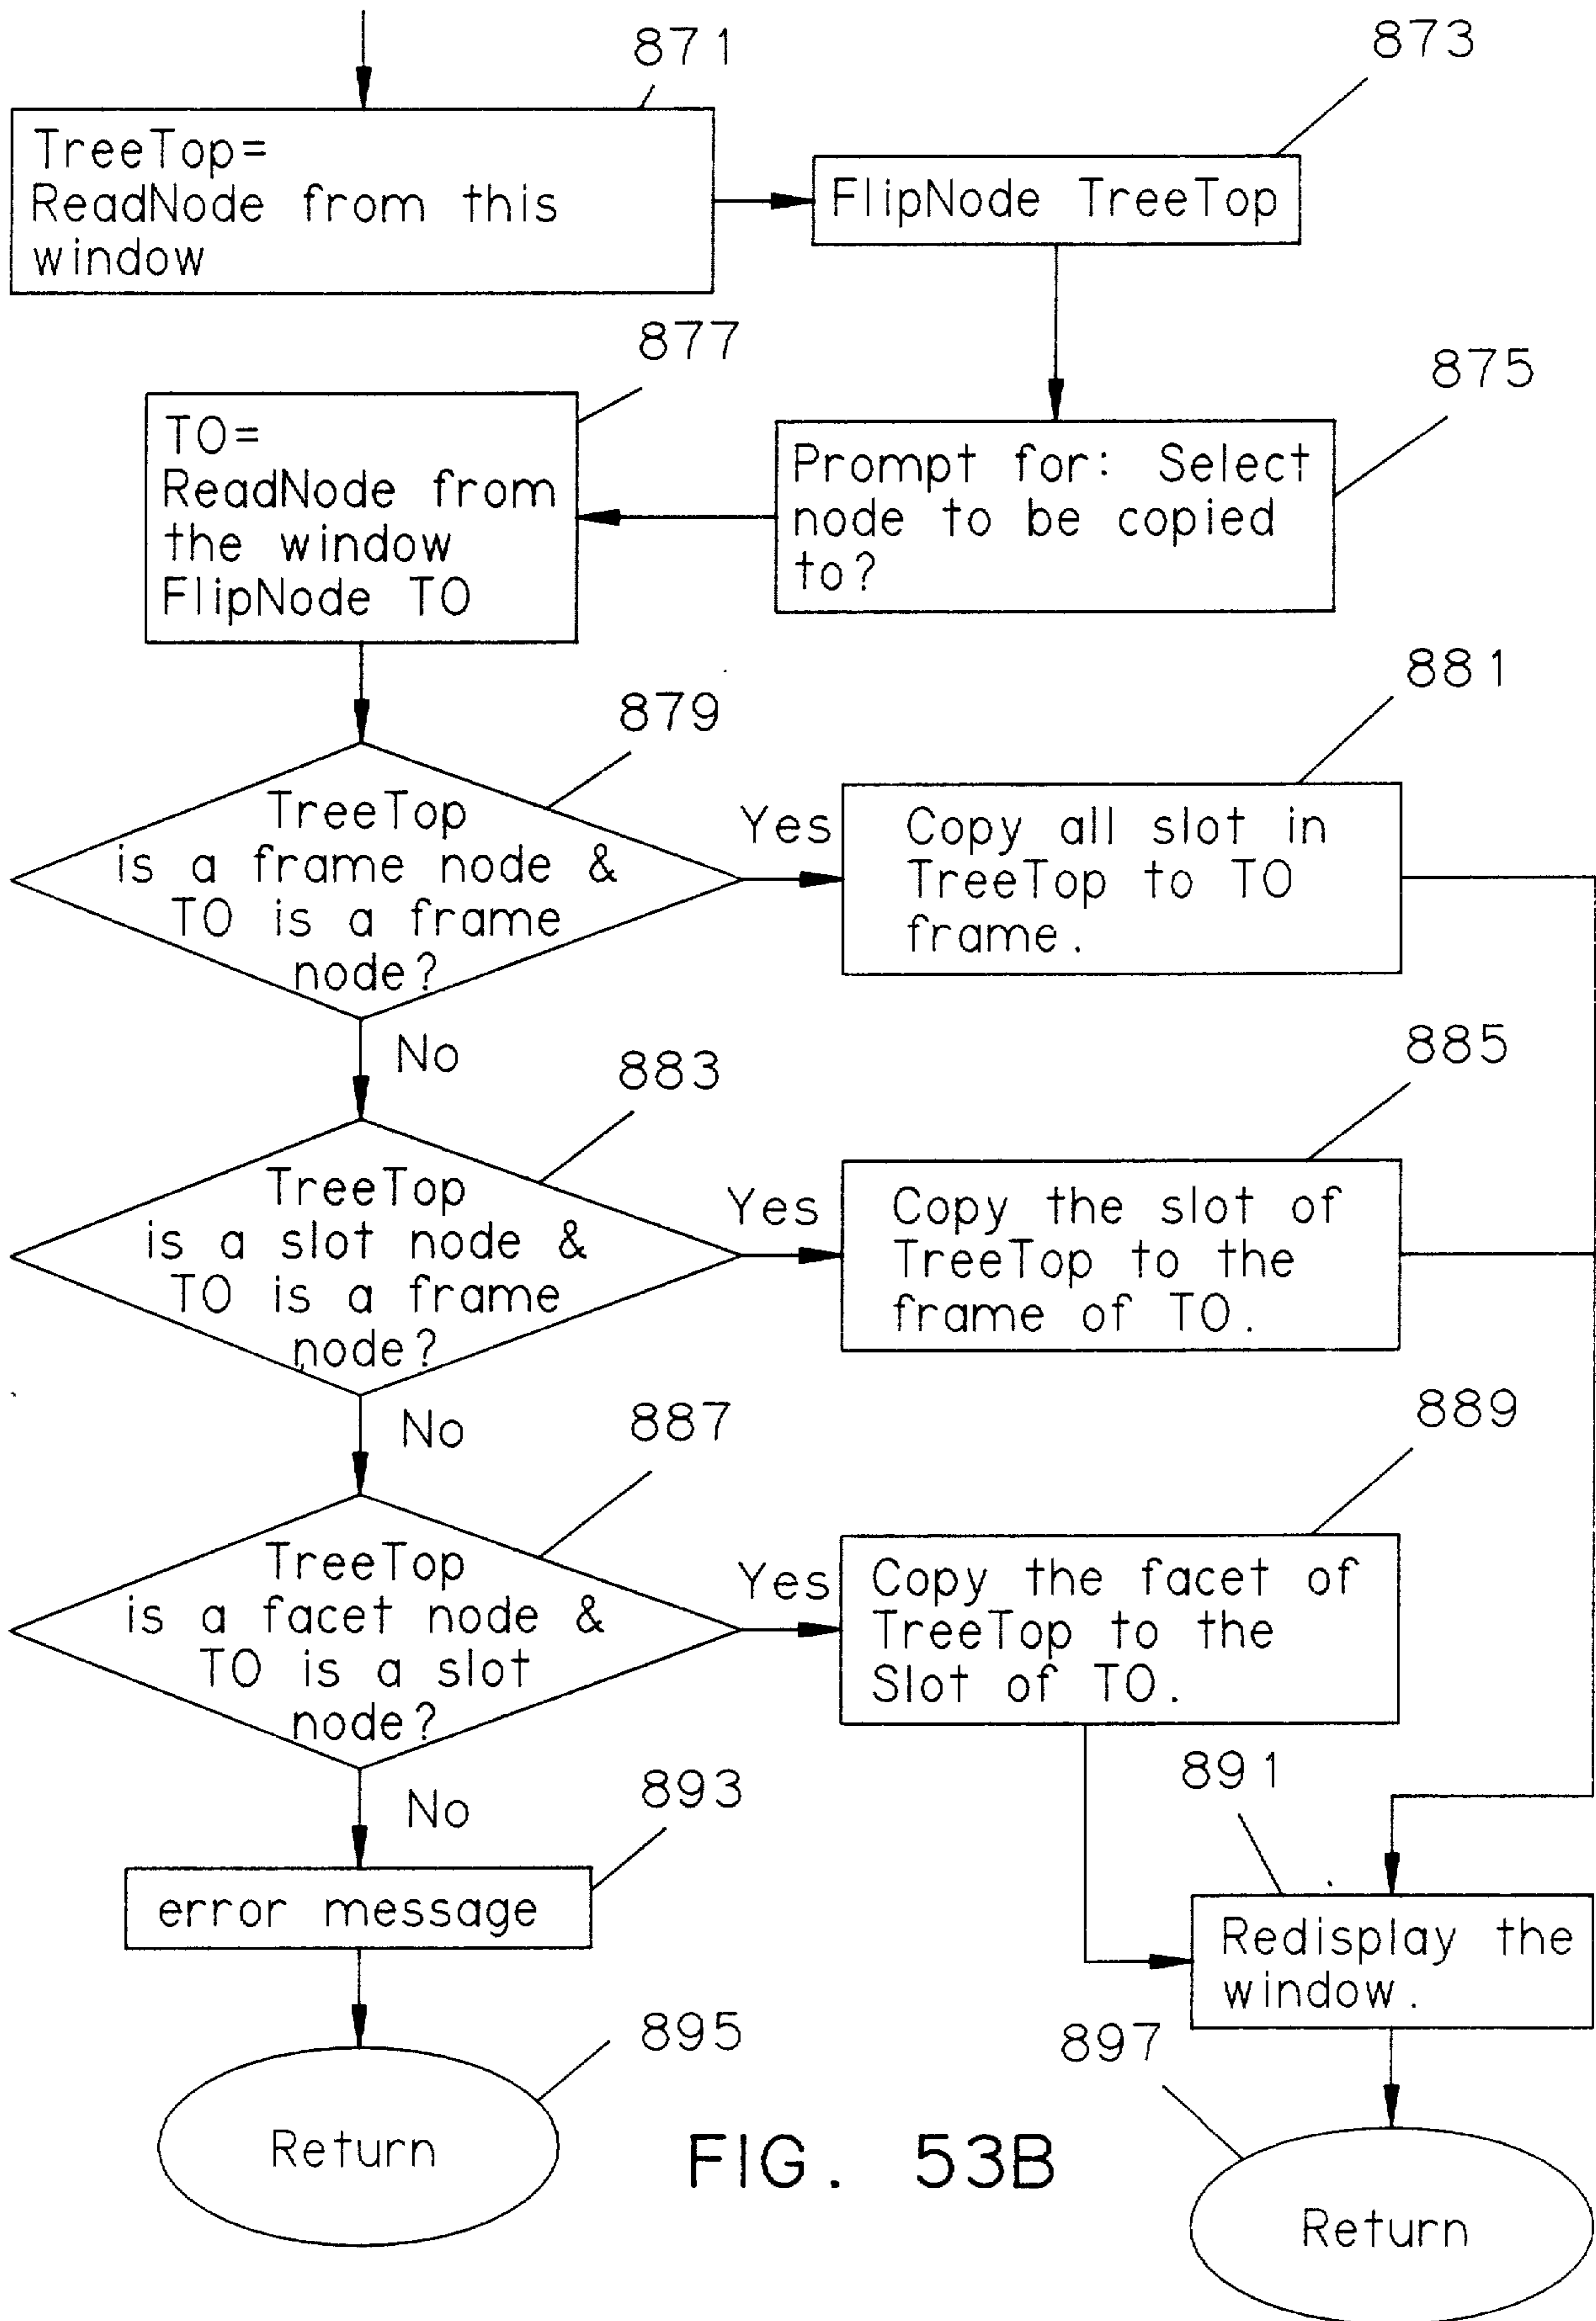 871
873
TreeTop=
ReadNode from this
window
FlipNode TreeTop
877
875
TO=
ReadNode from
the window
FlipNode TO
Prompt for: Select
node to be copied
to?
879
881
TreeTop
is a frame node &
TO is a frame
node?
Yes
Copy all slot in
TreeTop to TO
frame.
No
883
885
TreeTop
is a slot node &
TO is a frame
node?
Yes
Copy the slot of
TreeTop to the
frame of TO.
No
887
889
TreeTop
is a facet node &
TO is a slot
node?
Yes
Copy the facet of
TreeTop to the
Slot of TO.
No
893
891
error message
Redisplay the
window.
895
897
Return
Return
FIG. 53B